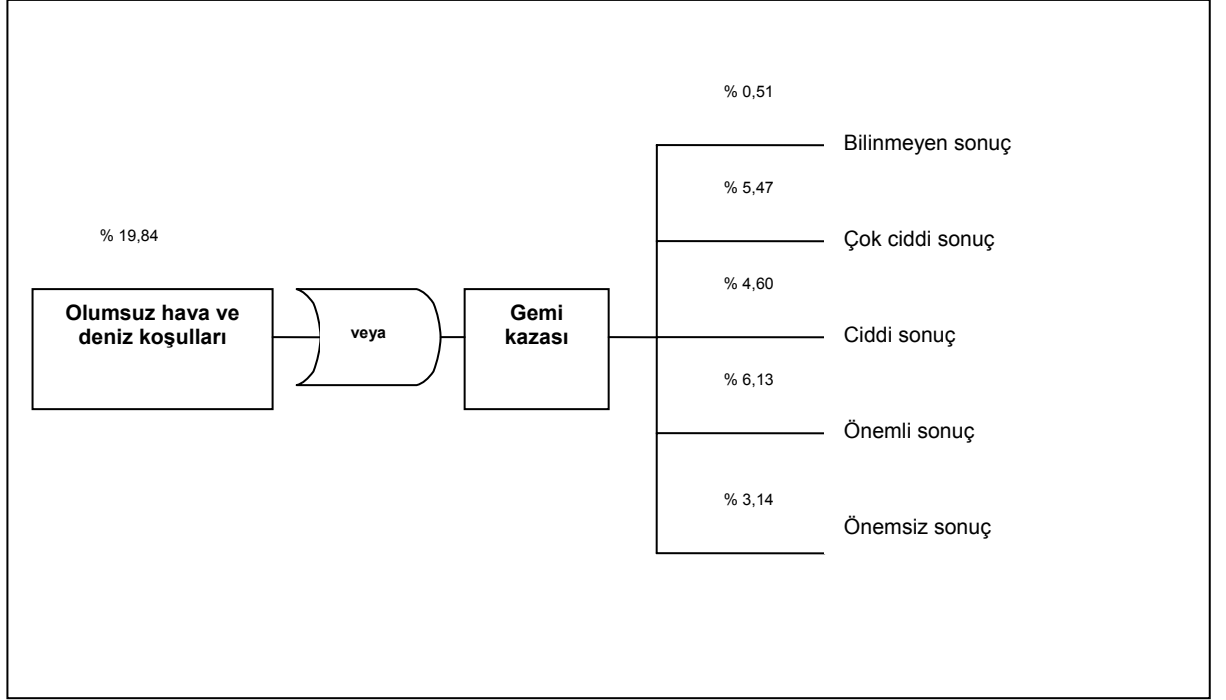 % 0,51
Bilinmeyen sonuç
% 5,47
% 19,84
Çok ciddi sonuç
% 4,60
Olumsuz hava ve
deniz koşulları
veya
Gemi
kazası
Ciddi sonuç
% 6,13
Önemli sonuç
% 3,14
Önemsiz sonuç